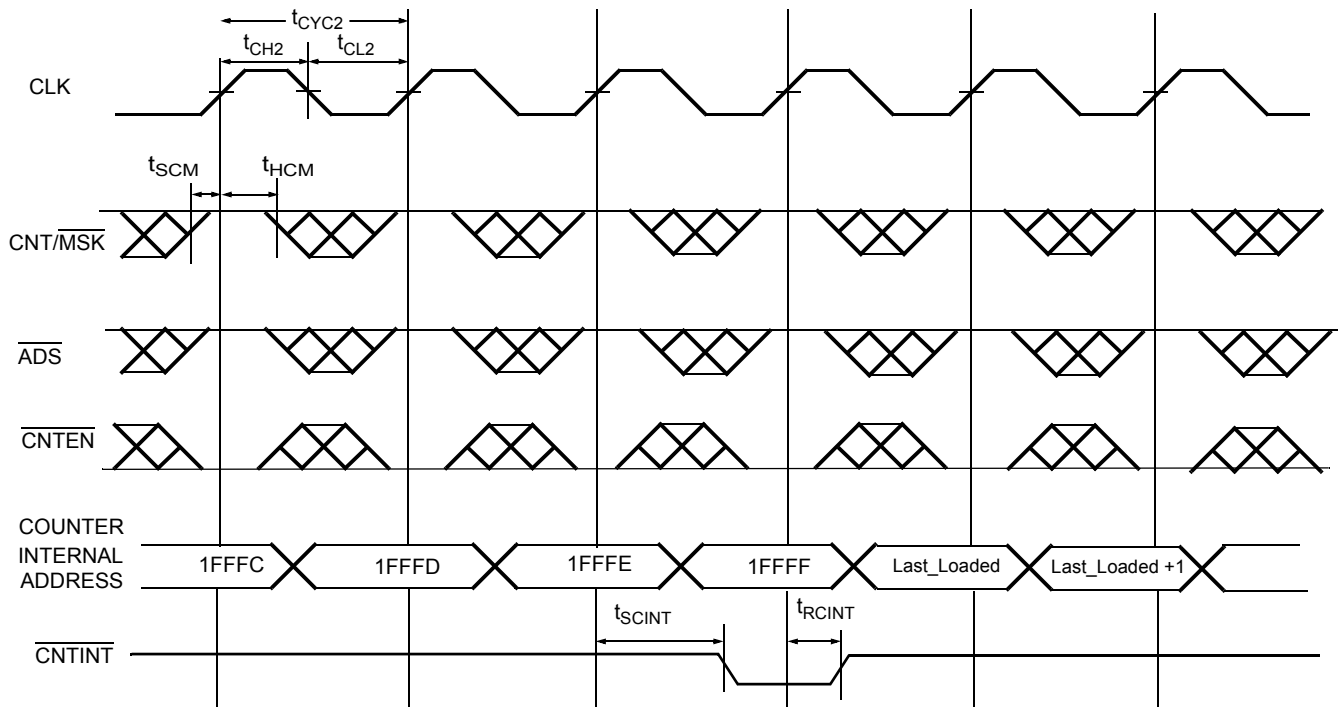 tCYC2
tCH2 tCL2
CLK
tSCM tHCM
CNT/MSK
ADS
CNTEN
COUNTER
INTERNAL
ADDRESS
1FFFC 1FFFD 1FFFE 1FFFF Last_Loaded Last_Loaded +1
tSCINT tRCINT
CNTINT